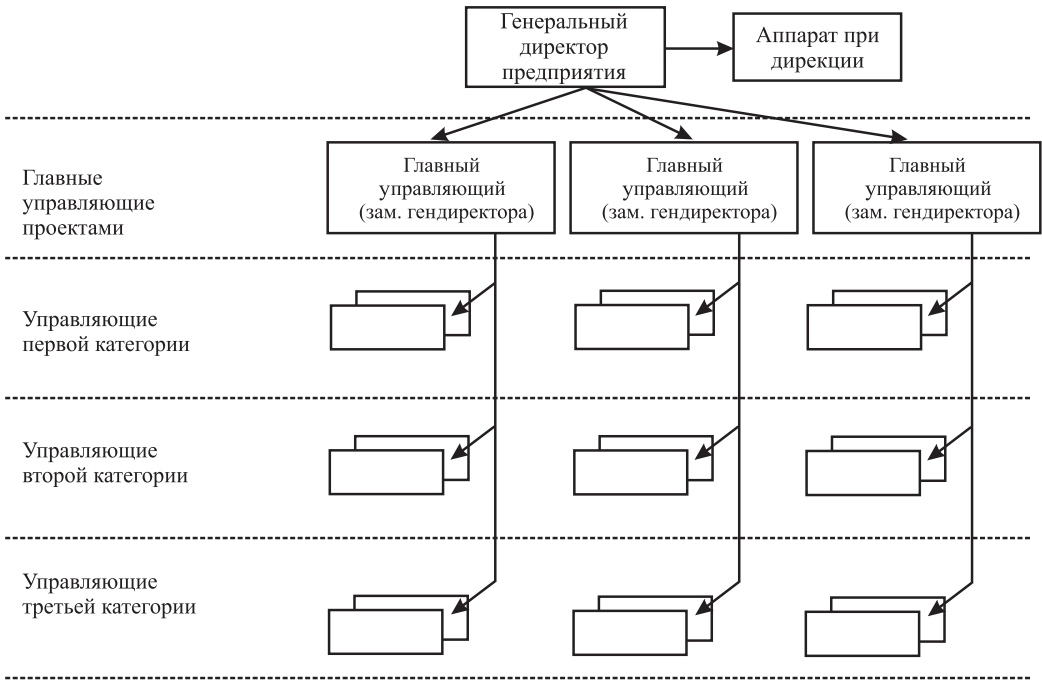 Генеральный
директор
предприятия
Аппарат при
дирекции
Главные
управляющие
проектами
Главный
управляющий
(зам. гендиректора)
Главный
управляющий
(зам. гендиректора)
Главный
управляющий
(зам. гендиректора)
Управляющие
первой категории
Управляющие
второй категории
Управляющие
третьей категории